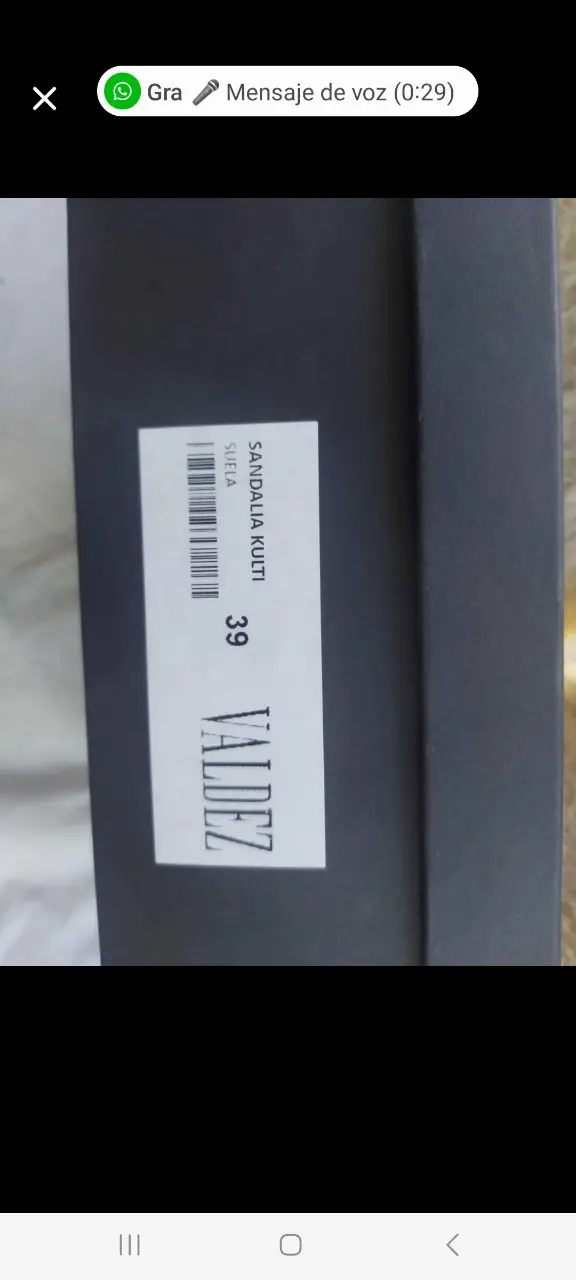 Gra 🎤 Mensaje de voz (0:29)
SANDALIA KULTI
SUELA
39
VALDEZ